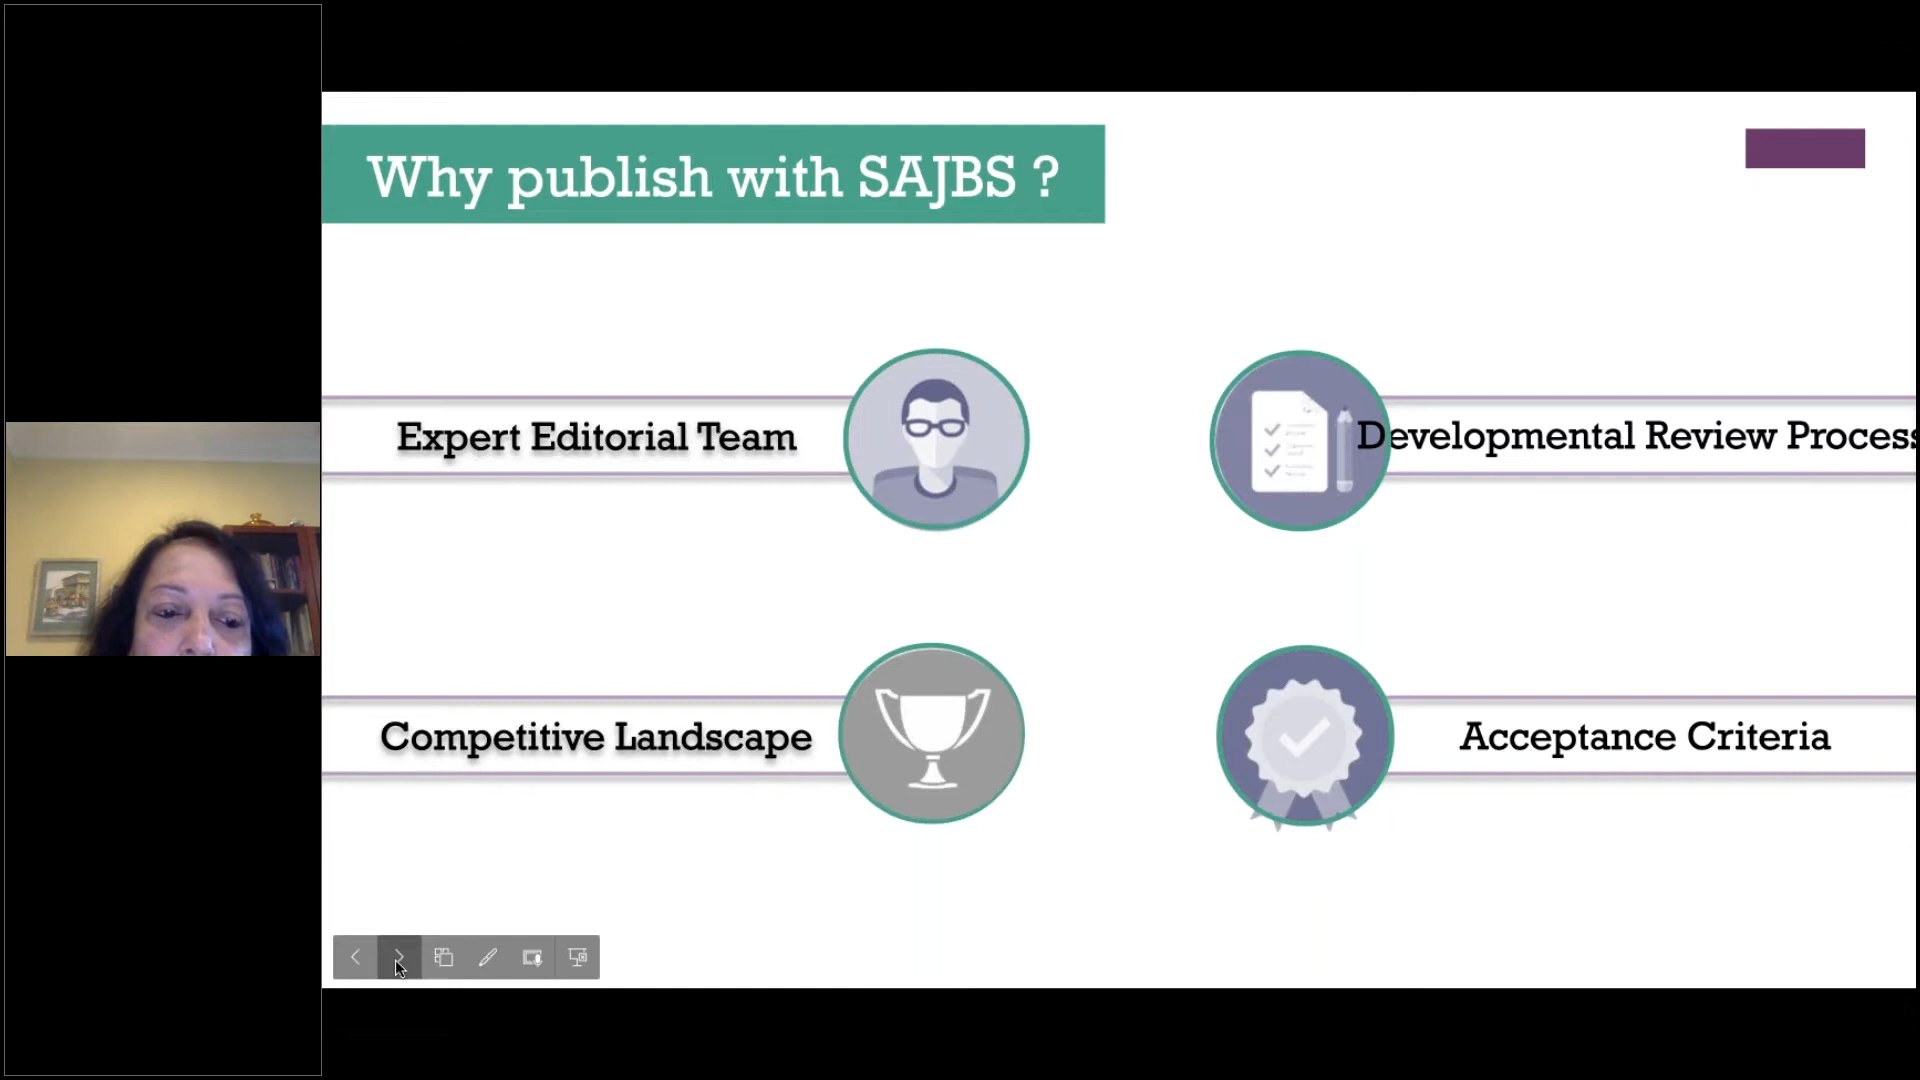 Why publish with SAJBS ?
Expert Editorial Team
Developmental Review Process
Competitive Landscape
Acceptance Criteria